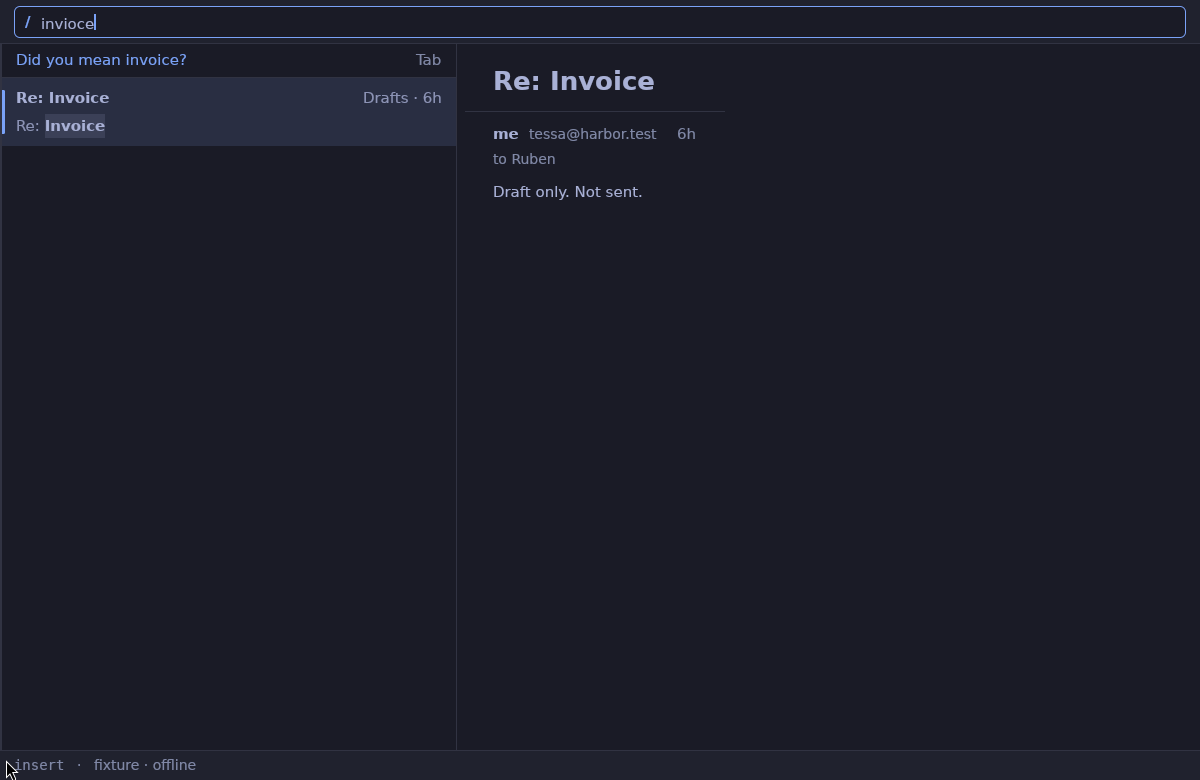 / invioce
Did you mean invoice? Tab
Re: Invoice Drafts · 6h
Re: Invoice
Re: Invoice
me tessa@harbor.test 6h
to Ruben
Draft only. Not sent.
insert · fixture · offline